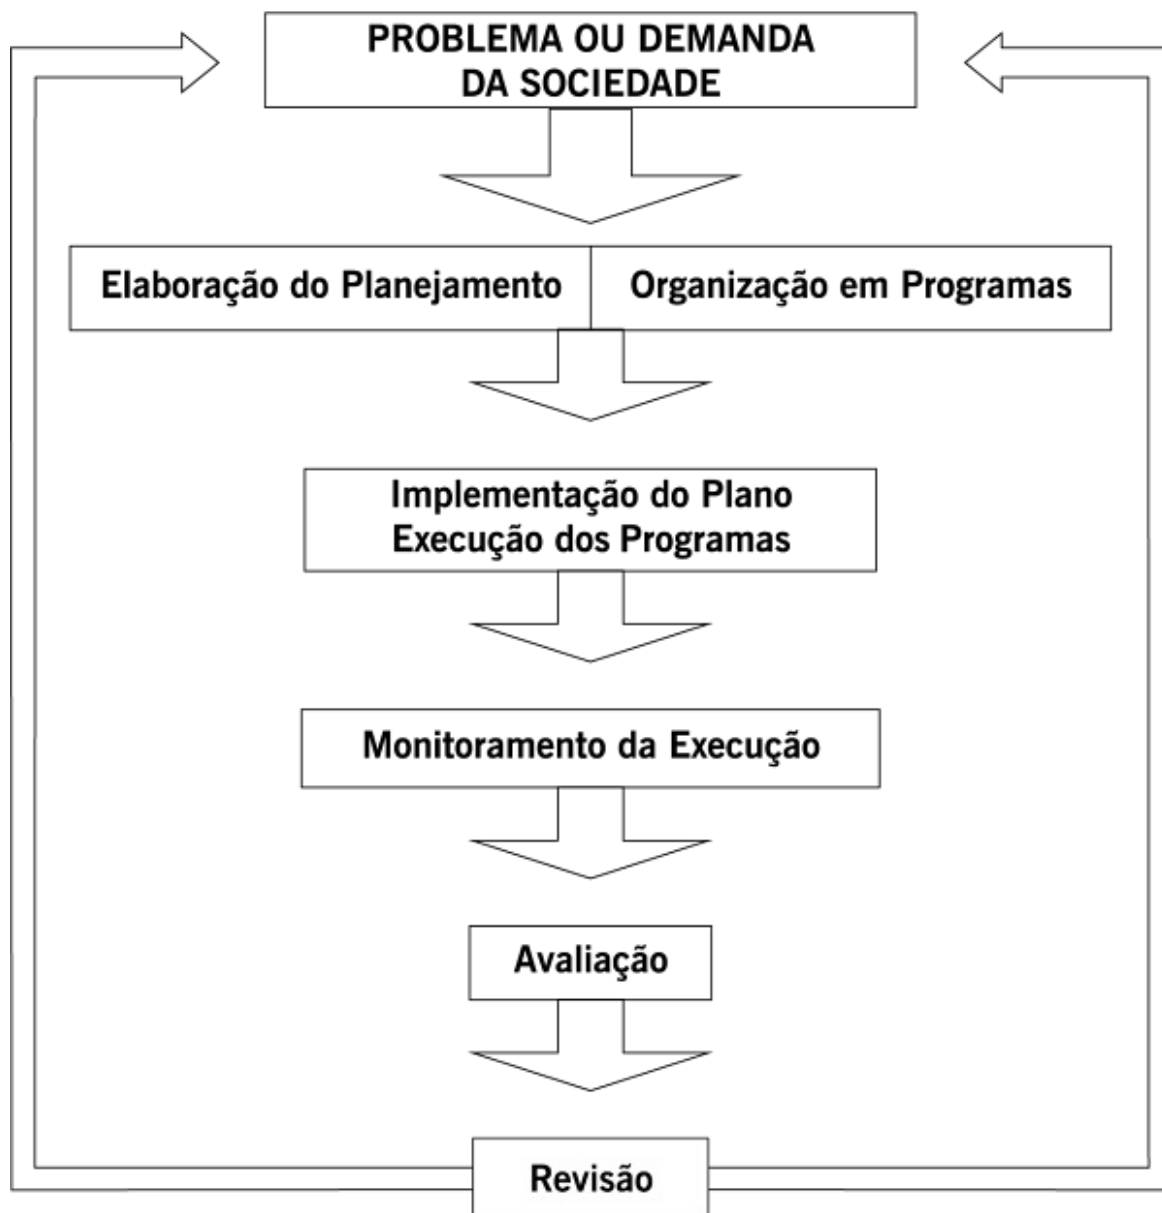 PROBLEMA OU DEMANDA
DA SOCIEDADE
Elaboração do Planejamento
Organização em Programas
Implementação do Plano
Execução dos Programas
Monitoramento da Execução
Avaliação
Revisão